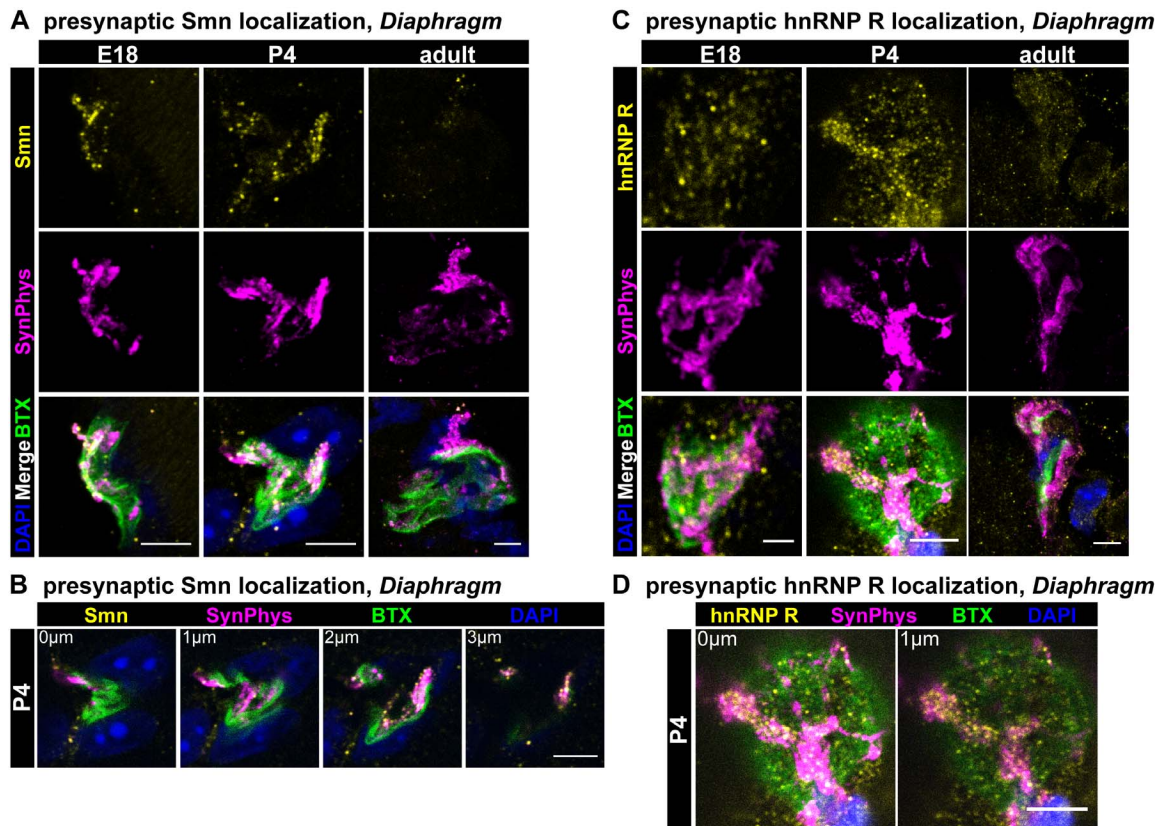 A presynaptic Smn localization, Diaphragm
E18 P4 adult
Smn
SynPhys
DAPI Merge BTX
B presynaptic Smn localization, Diaphragm
Smn SynPhys BTX DAPI
P4
0µm 1µm 2µm 3µm
C presynaptic hnRNP R localization, Diaphragm
E18 P4 adult
hnRNP R
SynPhys
DAPI Merge BTX
D presynaptic hnRNP R localization, Diaphragm
hnRNP R SynPhys BTX DAPI
P4
0µm 1µm